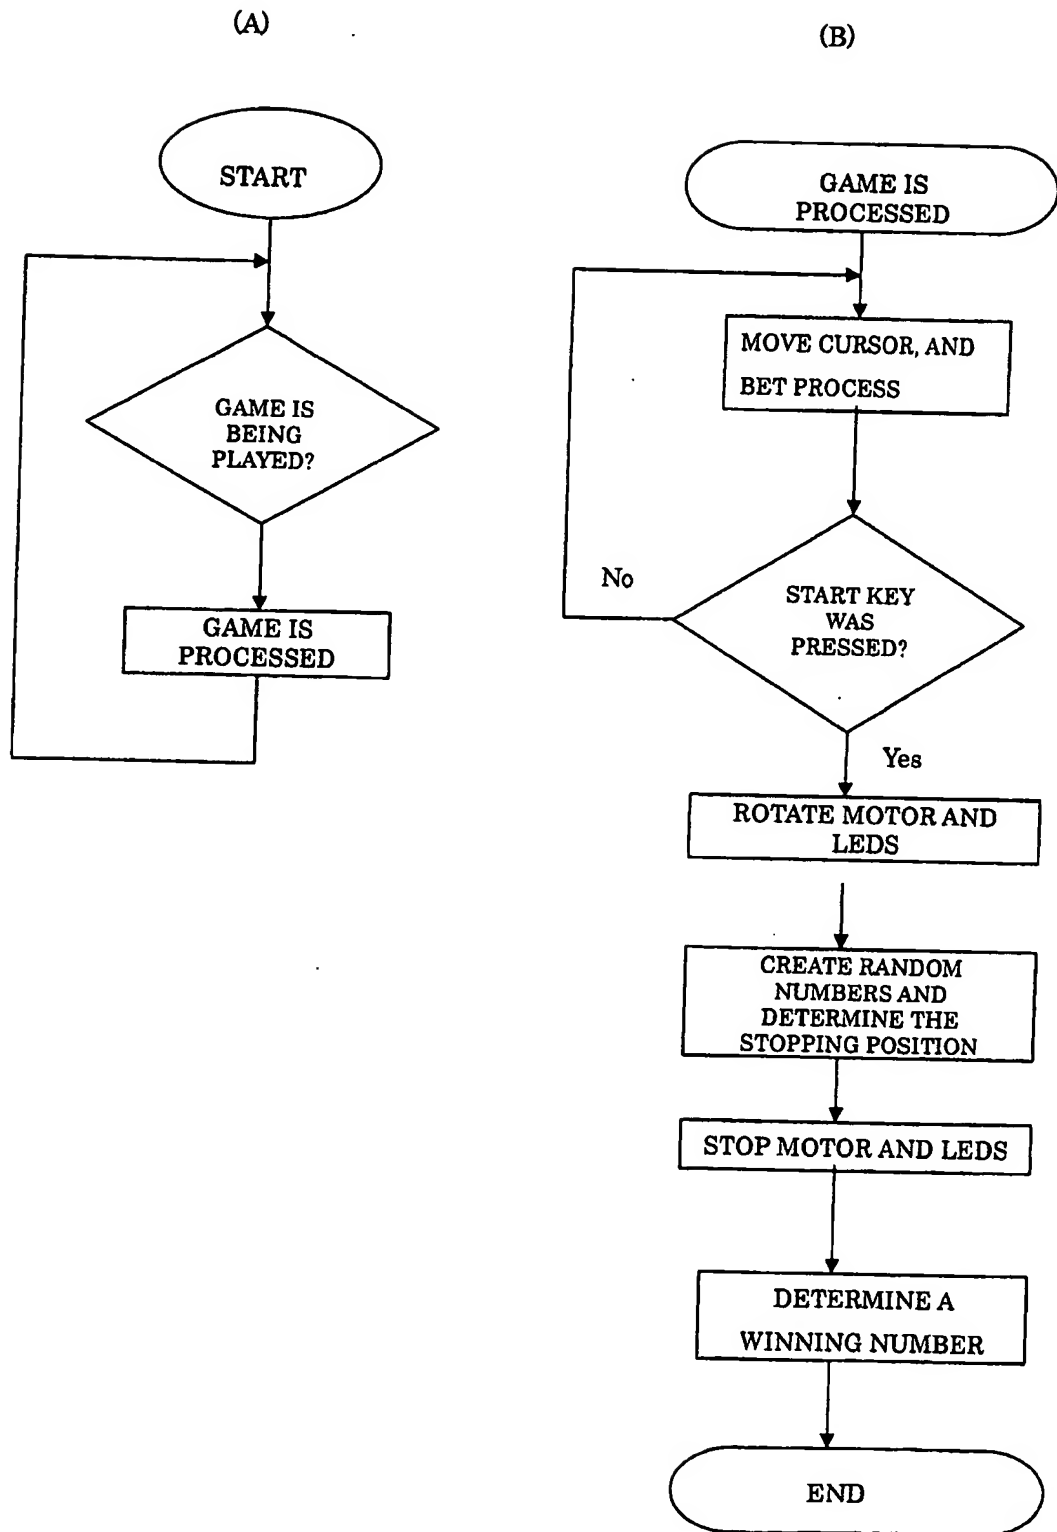 (A)
START
GAME IS
BEING
PLAYED?
GAME IS
PROCESSED
(B)
GAME IS
PROCESSED
MOVE CURSOR, AND
BET PROCESS
No
START KEY
WAS
PRESSED?
Yes
ROTATE MOTOR AND
LEDS
CREATE RANDOM
NUMBERS AND
DETERMINE THE
STOPPING POSITION
STOP MOTOR AND LEDS
DETERMINE A
WINNING NUMBER
END